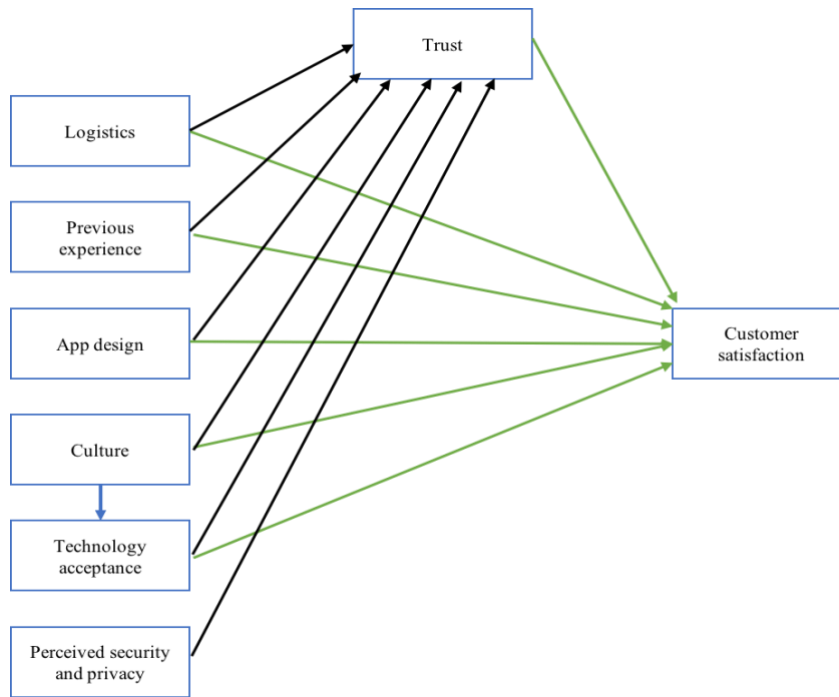 Trust
Logistics
Previous
experience
App design
Customer
satisfaction
Culture
Technology
acceptance
Perceived security
and privacy